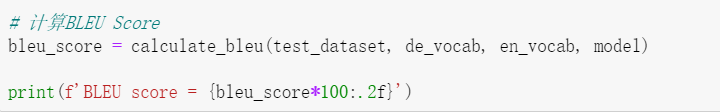 # 计算BLEU Score
bleu_score = calculate_bleu(test_dataset, de_vocab, en_vocab, model)
print(f'BLEU score = {bleu_score*100:.2f}')